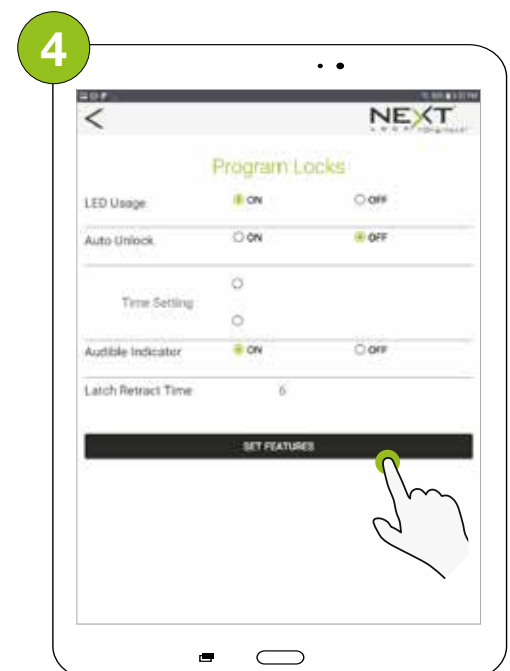 4
NEXT
Program Locks
LED Usage ON OFF
Auto Unlock ON OFF
Time Setting
Audible Indicator ON OFF
Latch Retract Time 6
SET FEATURES